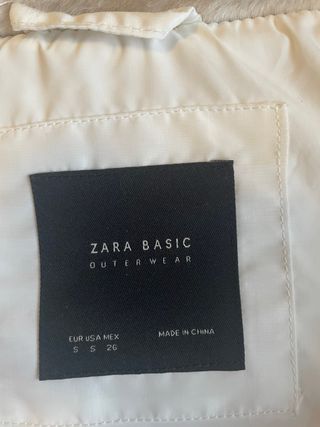 ZARA BASIC
OUTERWEAR
EUR USA MEX MADE IN CHINA
S S 26